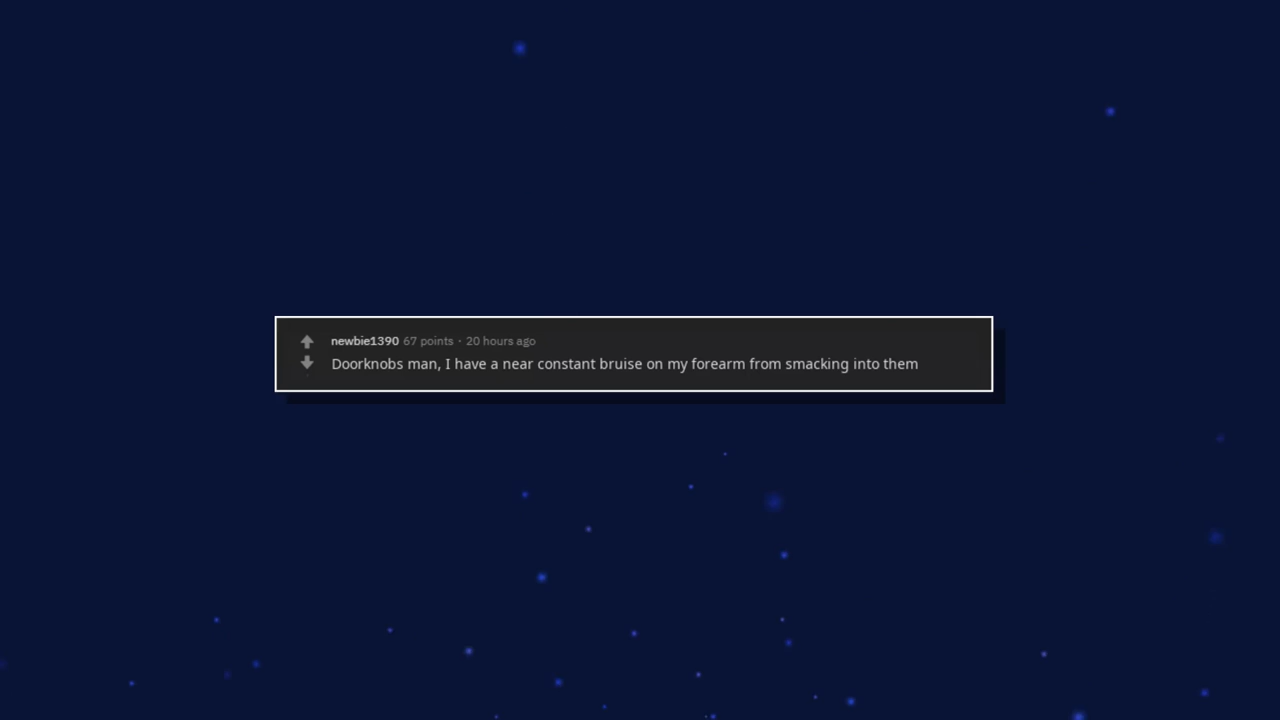 newbie1390 67 points · 20 hours ago
Doorknobs man, I have a near constant bruise on my forearm from smacking into them